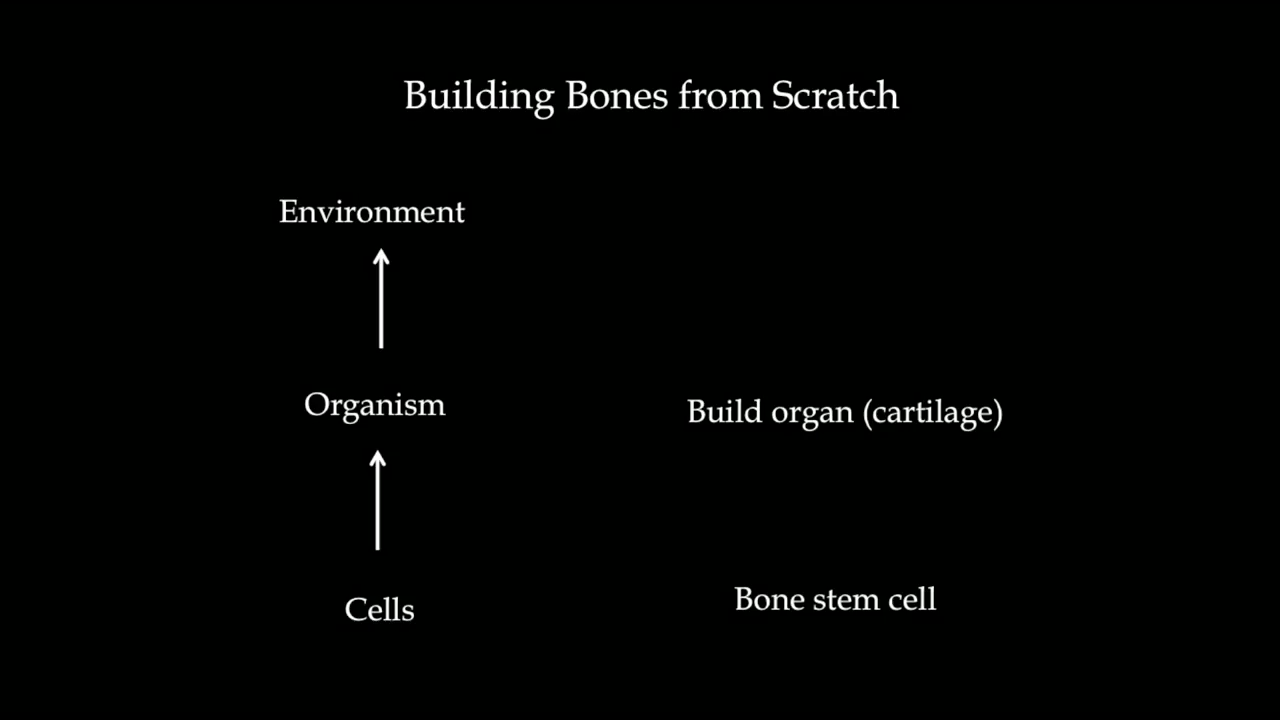 Building Bones from Scratch
Environment
Organism
Build organ (cartilage)
Cells
Bone stem cell